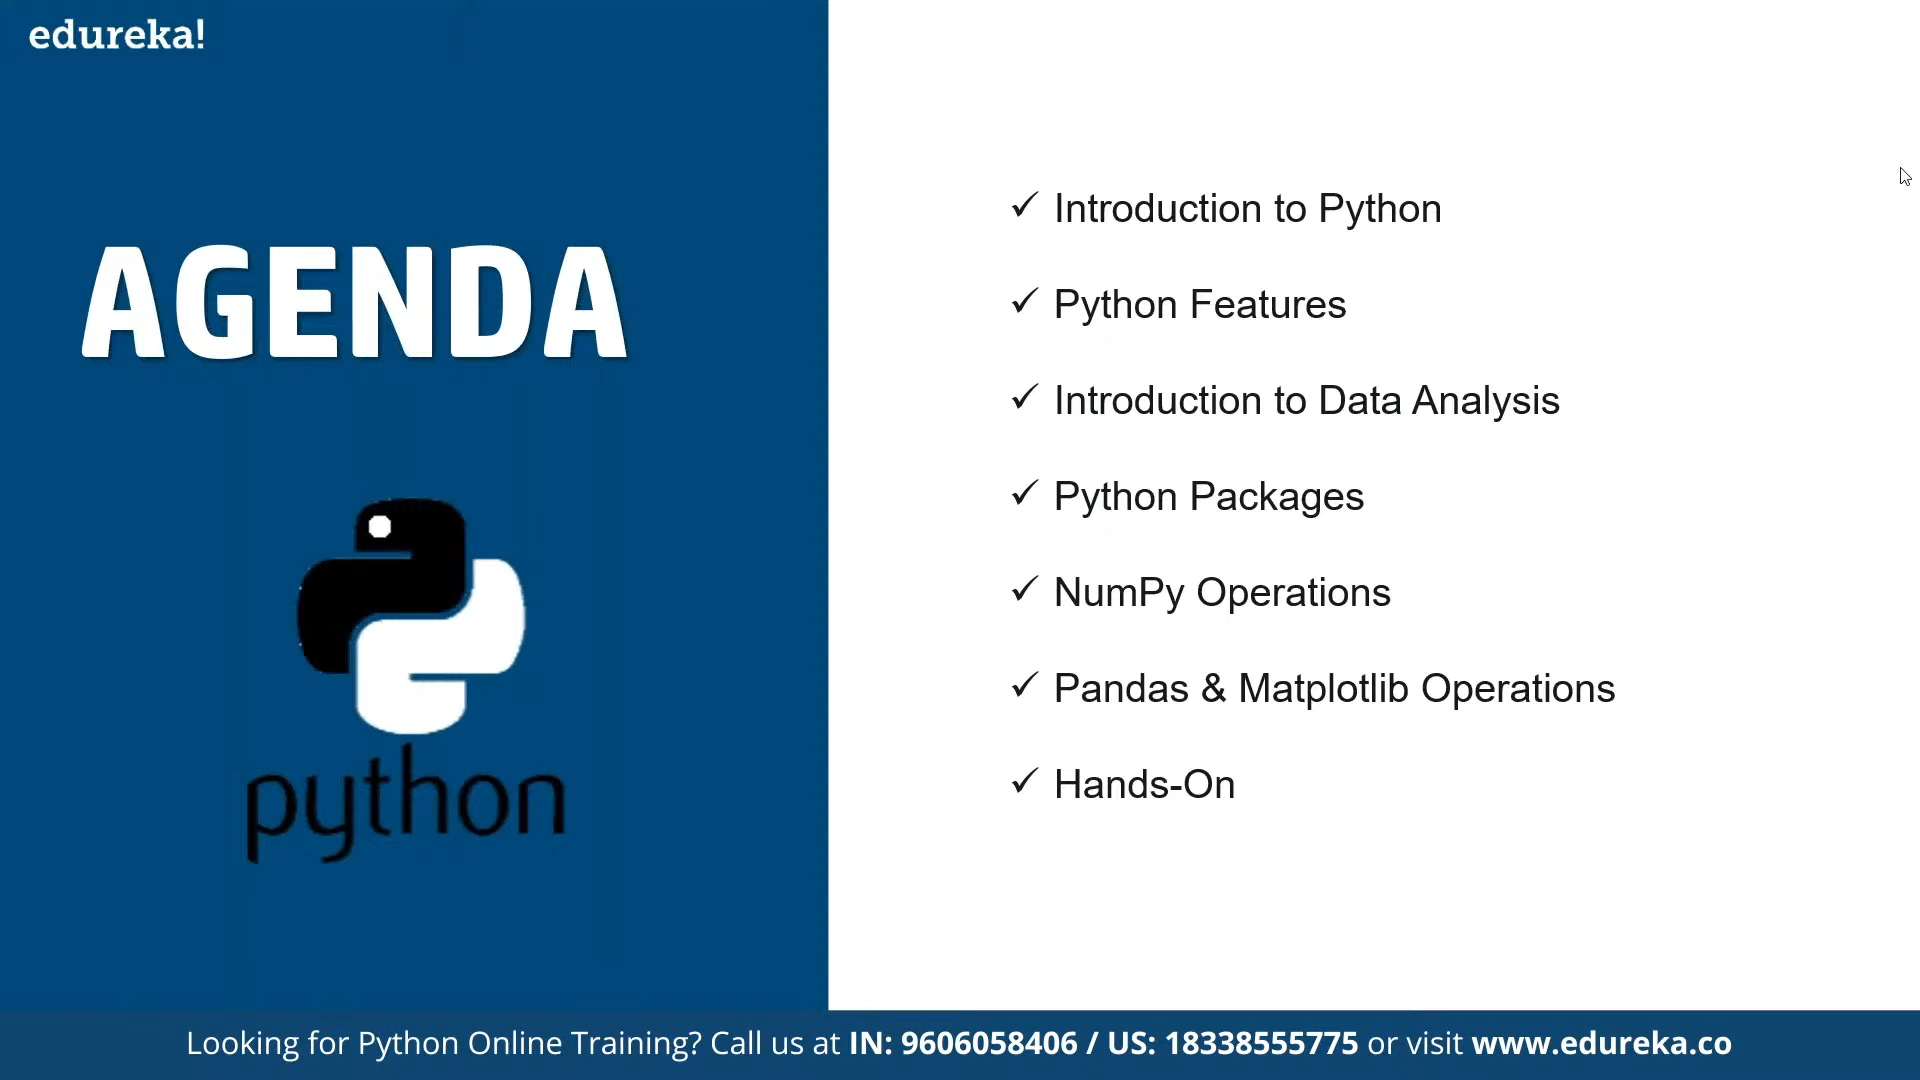 edureka!
AGENDA
python
✓ Introduction to Python
✓ Python Features
✓ Introduction to Data Analysis
✓ Python Packages
✓ NumPy Operations
✓ Pandas & Matplotlib Operations
✓ Hands-On
Looking for Python Online Training? Call us at IN: 9606058406 / US: 18338555775 or visit www.edureka.co